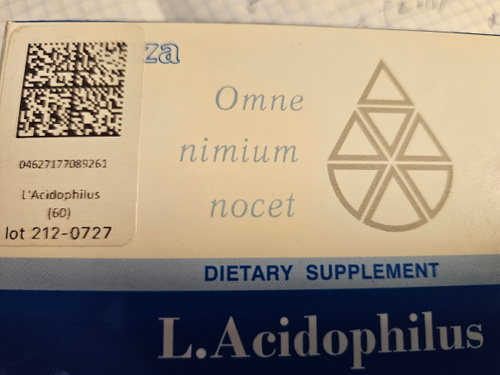 za
Omne
nimium
nocet
04627177089261
L'Acidophilus
(60)
lot 212-0727
DIETARY SUPPLEMENT
L.Acidophilus